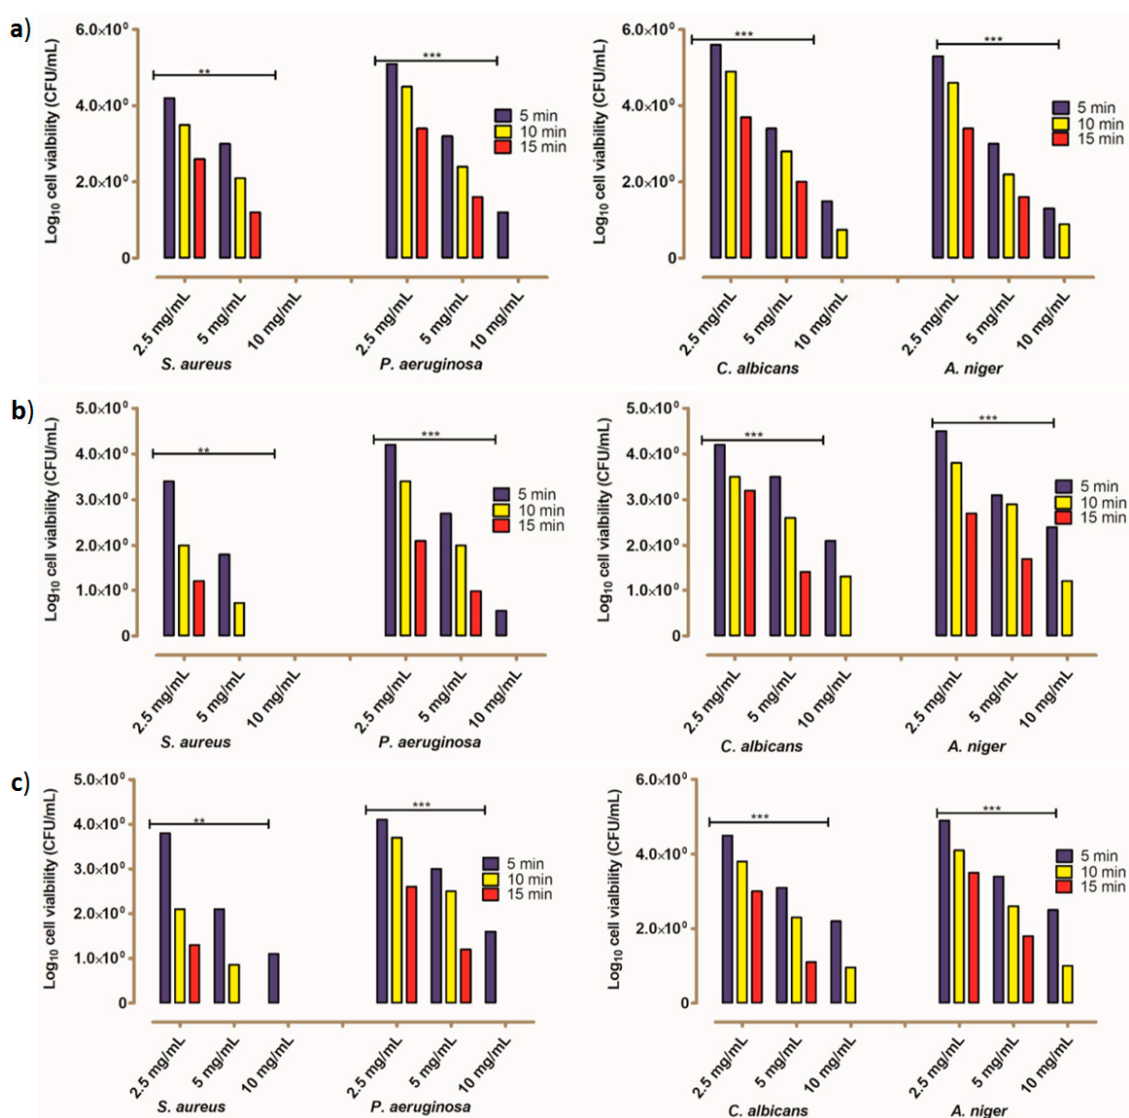 a)
Log10 cell vialbility (CFU/mL)
6.0×10⁰
4.0×10⁰
2.0×10⁰
0
**
***
5 min
10 min
15 min
2.5 mg/mL
5 mg/mL
10 mg/mL
2.5 mg/mL
5 mg/mL
10 mg/mL
S. aureus
P. aeruginosa
Log10 cell vialbility (CFU/mL)
6.0×10⁰
4.0×10⁰
2.0×10⁰
0
***
***
5 min
10 min
15 min
2.5 mg/mL
5 mg/mL
10 mg/mL
2.5 mg/mL
5 mg/mL
10 mg/mL
C. albicans
A. niger
b)
Log10 cell vialbility (CFU/mL)
5.0×10⁰
4.0×10⁰
3.0×10⁰
2.0×10⁰
1.0×10⁰
0
**
***
5 min
10 min
15 min
2.5 mg/mL
5 mg/mL
10 mg/mL
2.5 mg/mL
5 mg/mL
10 mg/mL
S. aureus
P. aeruginosa
Log10 cell vialbility (CFU/mL)
5.0×10⁰
4.0×10⁰
3.0×10⁰
2.0×10⁰
1.0×10⁰
0
***
***
5 min
10 min
15 min
2.5 mg/mL
5 mg/mL
10 mg/mL
2.5 mg/mL
5 mg/mL
10 mg/mL
C. albicans
A. niger
c)
Log10 cell vialbility (CFU/mL)
5.0×10⁰
4.0×10⁰
3.0×10⁰
2.0×10⁰
1.0×10⁰
0
**
***
5 min
10 min
15 min
2.5 mg/mL
5 mg/mL
10 mg/mL
2.5 mg/mL
5 mg/mL
10 mg/mL
S. aureus
P. aeruginosa
Log10 cell vialbility (CFU/mL)
6.0×10⁰
4.0×10⁰
2.0×10⁰
0
***
***
5 min
10 min
15 min
2.5 mg/mL
5 mg/mL
10 mg/mL
2.5 mg/mL
5 mg/mL
10 mg/mL
C. albicans
A. niger